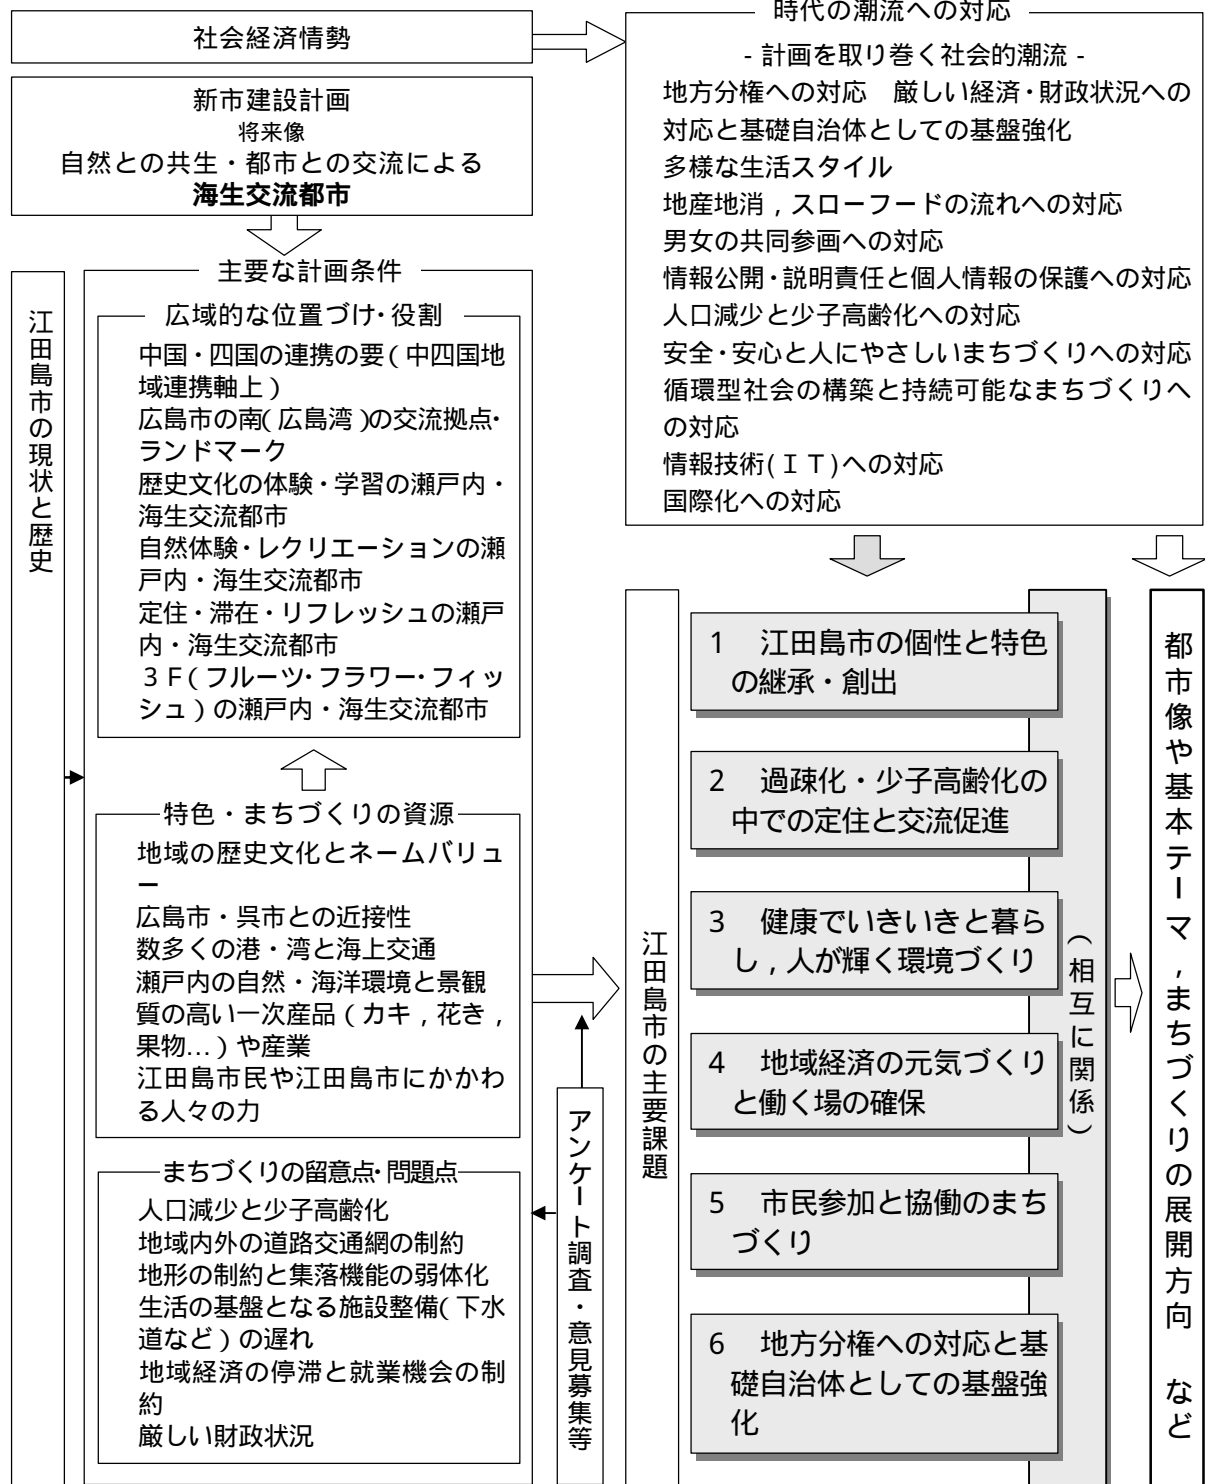 社会経済情勢
新市建設計画
将来像
自然との共生・都市との交流による
海生交流都市
時代の潮流への対応
- 計画を取り巻く社会的潮流 -
地方分権への対応　厳しい経済・財政状況への
対応と基礎自治体としての基盤強化
多様な生活スタイル
地産地消，スローフードの流れへの対応
男女の共同参画への対応
情報公開・説明責任と個人情報の保護への対応
人口減少と少子高齢化への対応
安全・安心と人にやさしいまちづくりへの対応
循環型社会の構築と持続可能なまちづくりへ
の対応
情報技術(ＩＴ)への対応
国際化への対応
江田島市の現状と歴史
主要な計画条件
広域的な位置づけ・役割
中国・四国の連携の要（中四国地
域連携軸上）
広島市の南(広島湾)の交流拠点・
ランドマーク
歴史文化の体験・学習の瀬戸内・
海生交流都市
自然体験・レクリエーションの瀬
戸内・海生交流都市
定住・滞在・リフレッシュの瀬戸
内・海生交流都市
３Ｆ(フルーツ・フラワー・フィッ
シュ)の瀬戸内・海生交流都市
特色・まちづくりの資源
地域の歴史文化とネームバリュ
ー
広島市・呉市との近接性
数多くの港・湾と海上交通
瀬戸内の自然・海洋環境と景観
質の高い一次産品（カキ，花き，
果物…）や産業
江田島市民や江田島市にかかわ
る人々の力
まちづくりの留意点・問題点
人口減少と少子高齢化
地域内外の道路交通網の制約
地形の制約と集落機能の弱体化
生活の基盤となる施設整備(下水
道など)の遅れ
地域経済の停滞と就業機会の制
約
厳しい財政状況
アンケート調査・意見募集等
江田島市の主要課題
1　江田島市の個性と特色
の継承・創出
2　過疎化・少子高齢化の
中での定住と交流促進
3　健康でいきいきと暮ら
し，人が輝く環境づくり
4　地域経済の元気づくり
と働く場の確保
5　市民参加と協働のまち
づくり
6　地方分権への対応と基
礎自治体としての基盤強
化
（相互に関係）
都市像や基本テーマ，まちづくりの展開方向　など